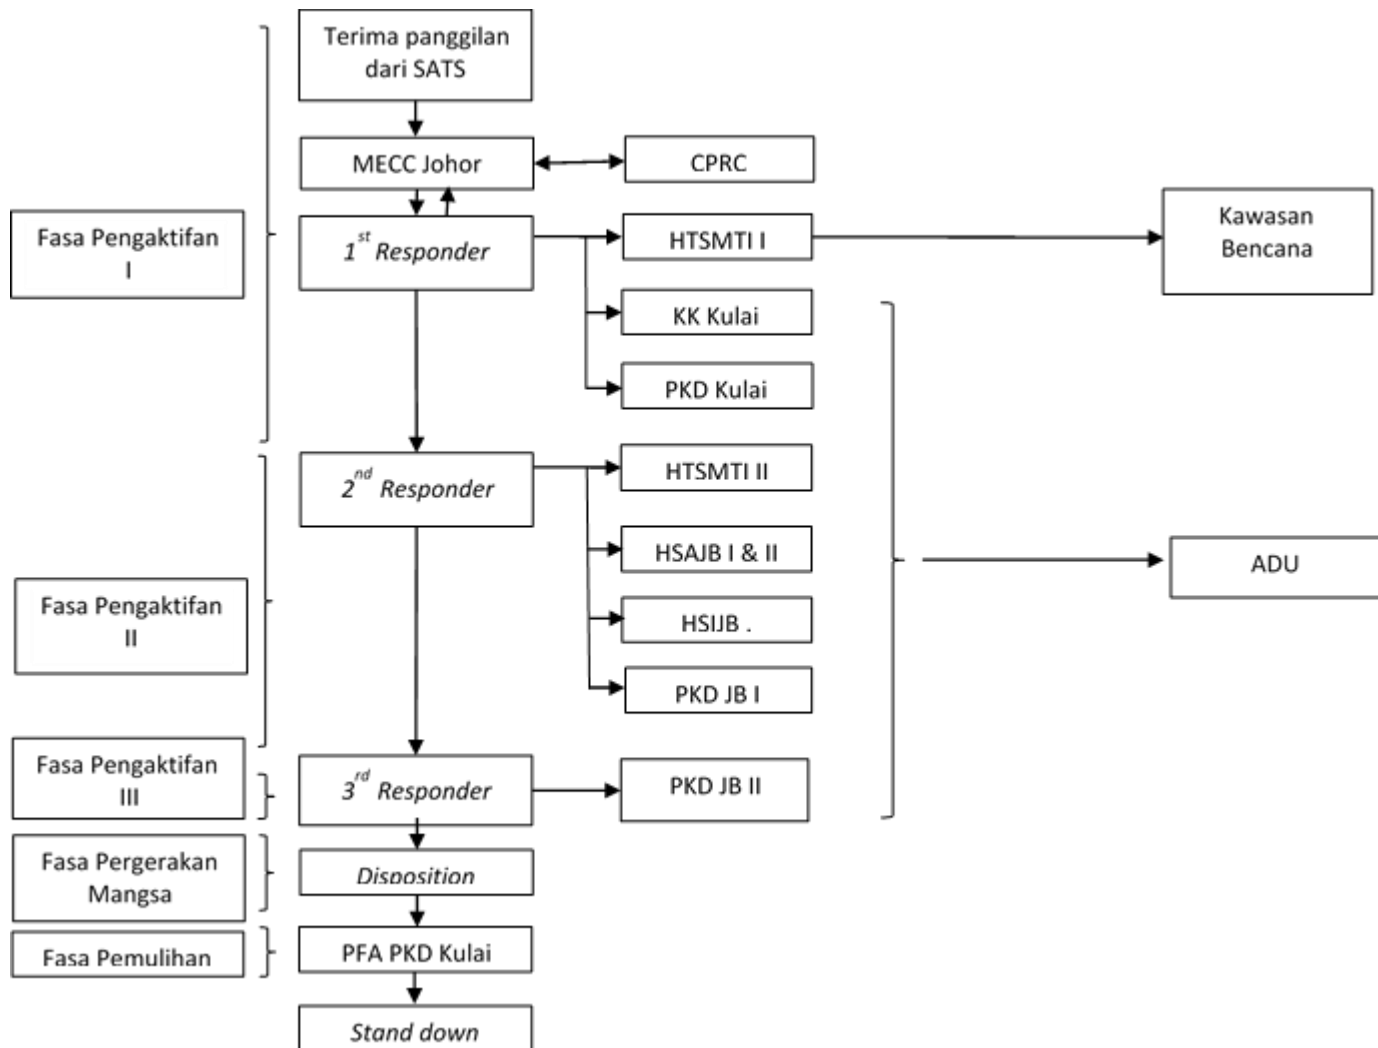 Terima panggilan
dari SATS
MECC Johor
CPRC
Fasa Pengaktifan
I
1st Responder
HTSMTI I
Kawasan
Bencana
KK Kulai
PKD Kulai
Fasa Pengaktifan
II
2nd Responder
HTSMTI II
HSAJB I & II
HSIJB .
PKD JB I
ADU
Fasa Pengaktifan
III
3rd Responder
PKD JB II
Fasa Pergerakan
Mangsa
Disposition
Fasa Pemulihan
PFA PKD Kulai
Stand down